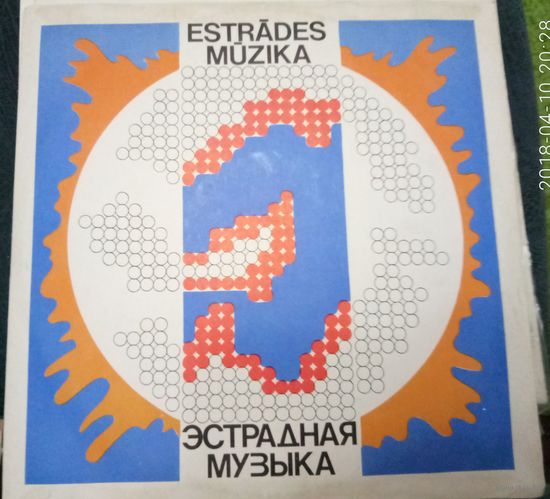 ESTRĀDES
MŪZIKA
ЭСТРАДНАЯ
МУЗЫКА
2018-04-10 20:28